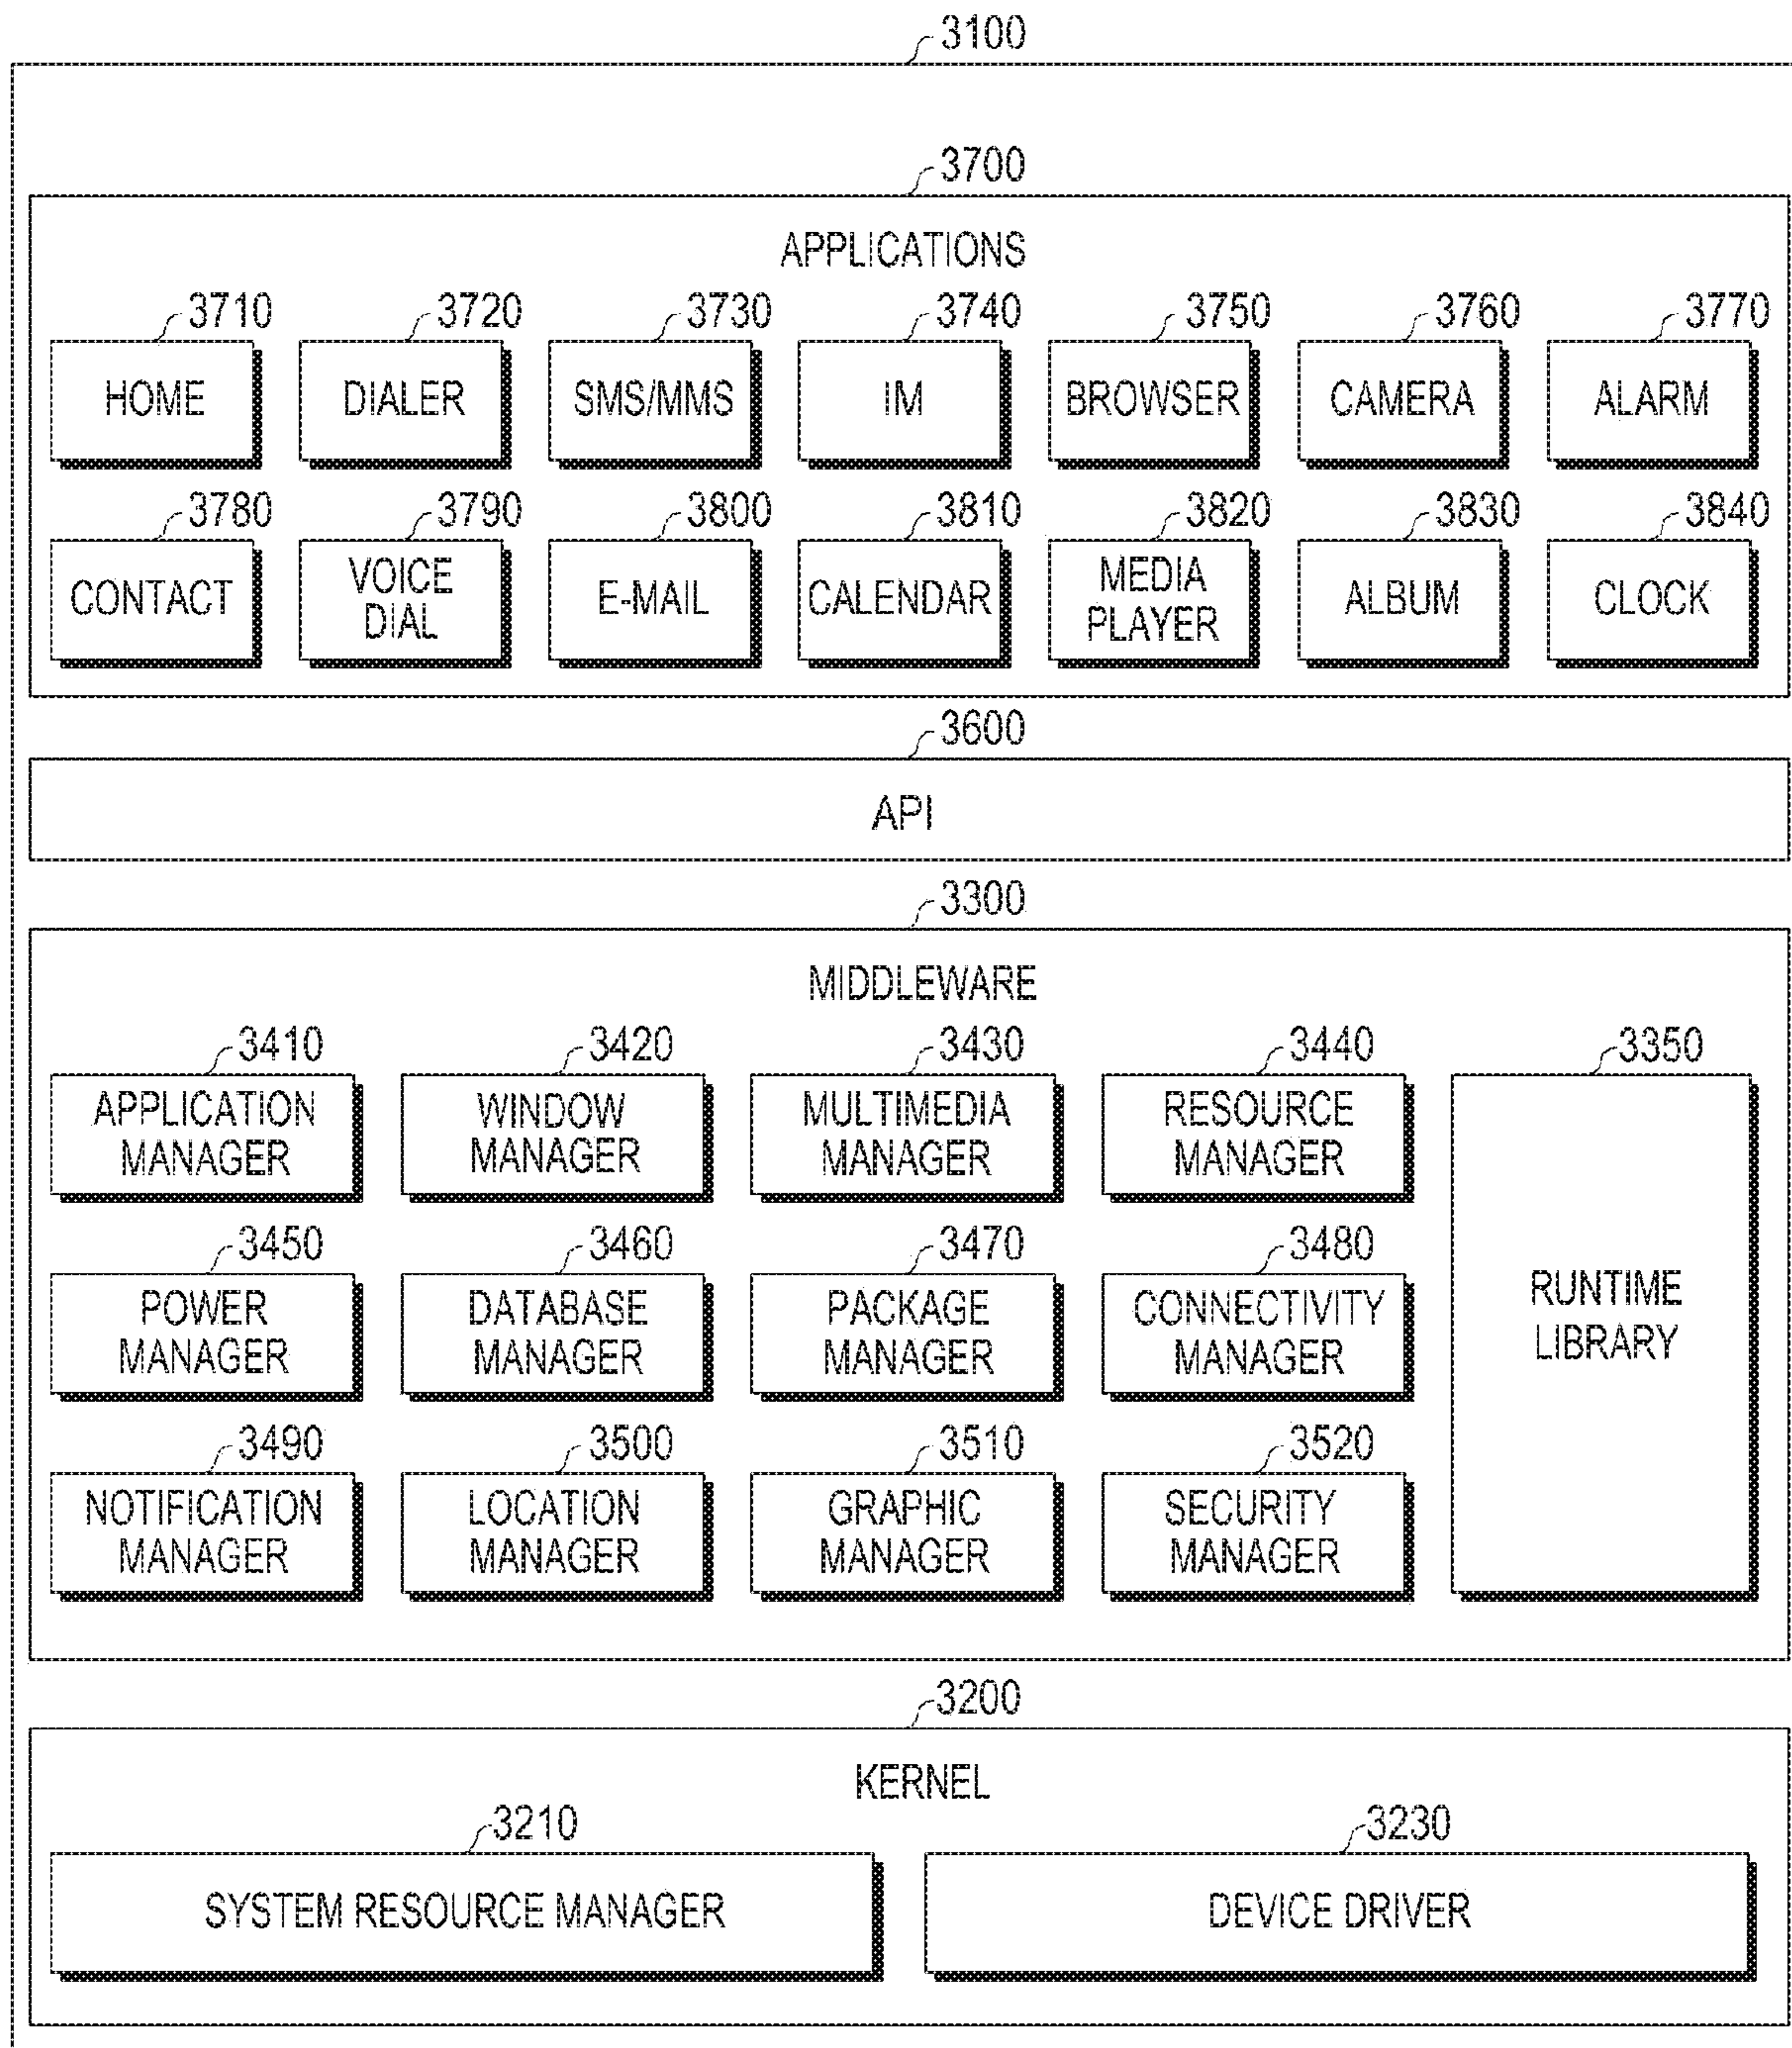 3100
3700
APPLICATIONS
3710 3720 3730 3740 3750 3760 3770
HOME DIALER SMS/MMS IM BROWSER CAMERA ALARM
3780 3790 3800 3810 3820 3830 3840
CONTACT VOICE DIAL E-MAIL CALENDAR MEDIA PLAYER ALBUM CLOCK
3600
API
3300
MIDDLEWARE
3410 3420 3430 3440 3350
APPLICATION MANAGER WINDOW MANAGER MULTIMEDIA MANAGER RESOURCE MANAGER
3450 3460 3470 3480
POWER MANAGER DATABASE MANAGER PACKAGE MANAGER CONNECTIVITY MANAGER RUNTIME LIBRARY
3490 3500 3510 3520
NOTIFICATION MANAGER LOCATION MANAGER GRAPHIC MANAGER SECURITY MANAGER
3200
KERNEL
3210 3230
SYSTEM RESOURCE MANAGER DEVICE DRIVER